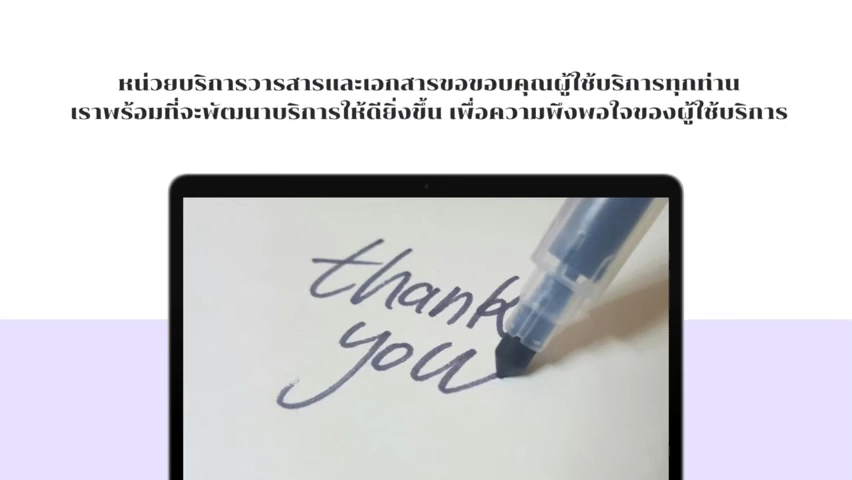 หน่วยบริการวารสารและเอกสารขอขอบคุณผู้ใช้บริการทุกท่าน
เราพร้อมที่จะพัฒนาบริการให้ดียิ่งขึ้น เพื่อความพึงพอใจของผู้ใช้บริการ
thank
you